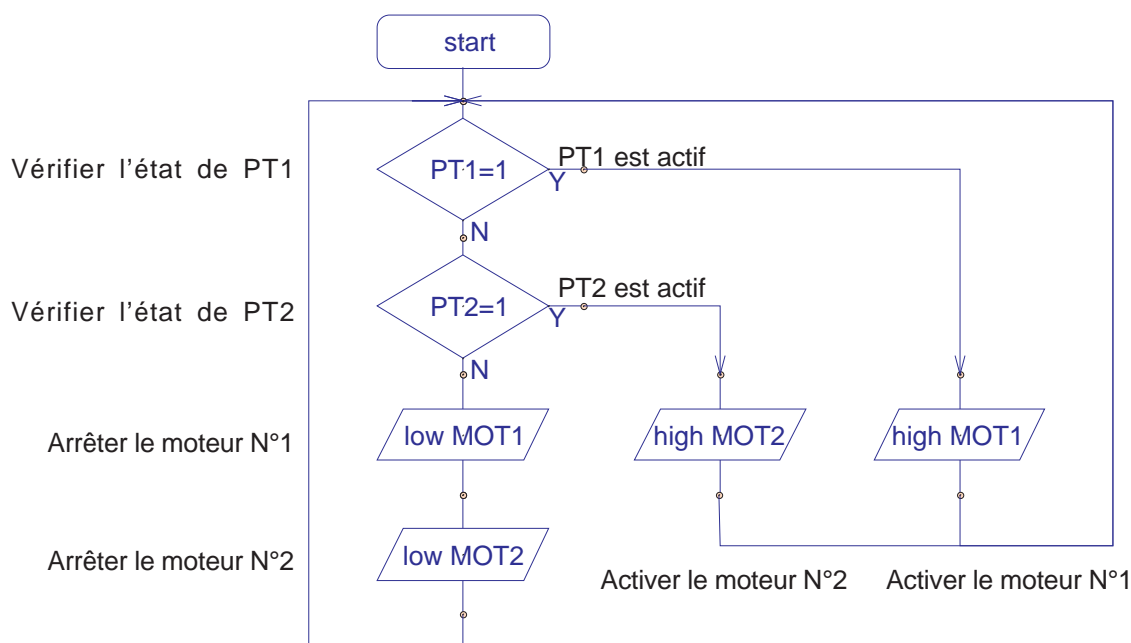 start
Vérifier l'état de PT1
PT1=1
PT1 est actif
Y
N
Vérifier l'état de PT2
PT2=1
PT2 est actif
Y
N
Arrêter le moteur N°1
low MOT1
high MOT2
high MOT1
Arrêter le moteur N°2
low MOT2
Activer le moteur N°2
Activer le moteur N°1